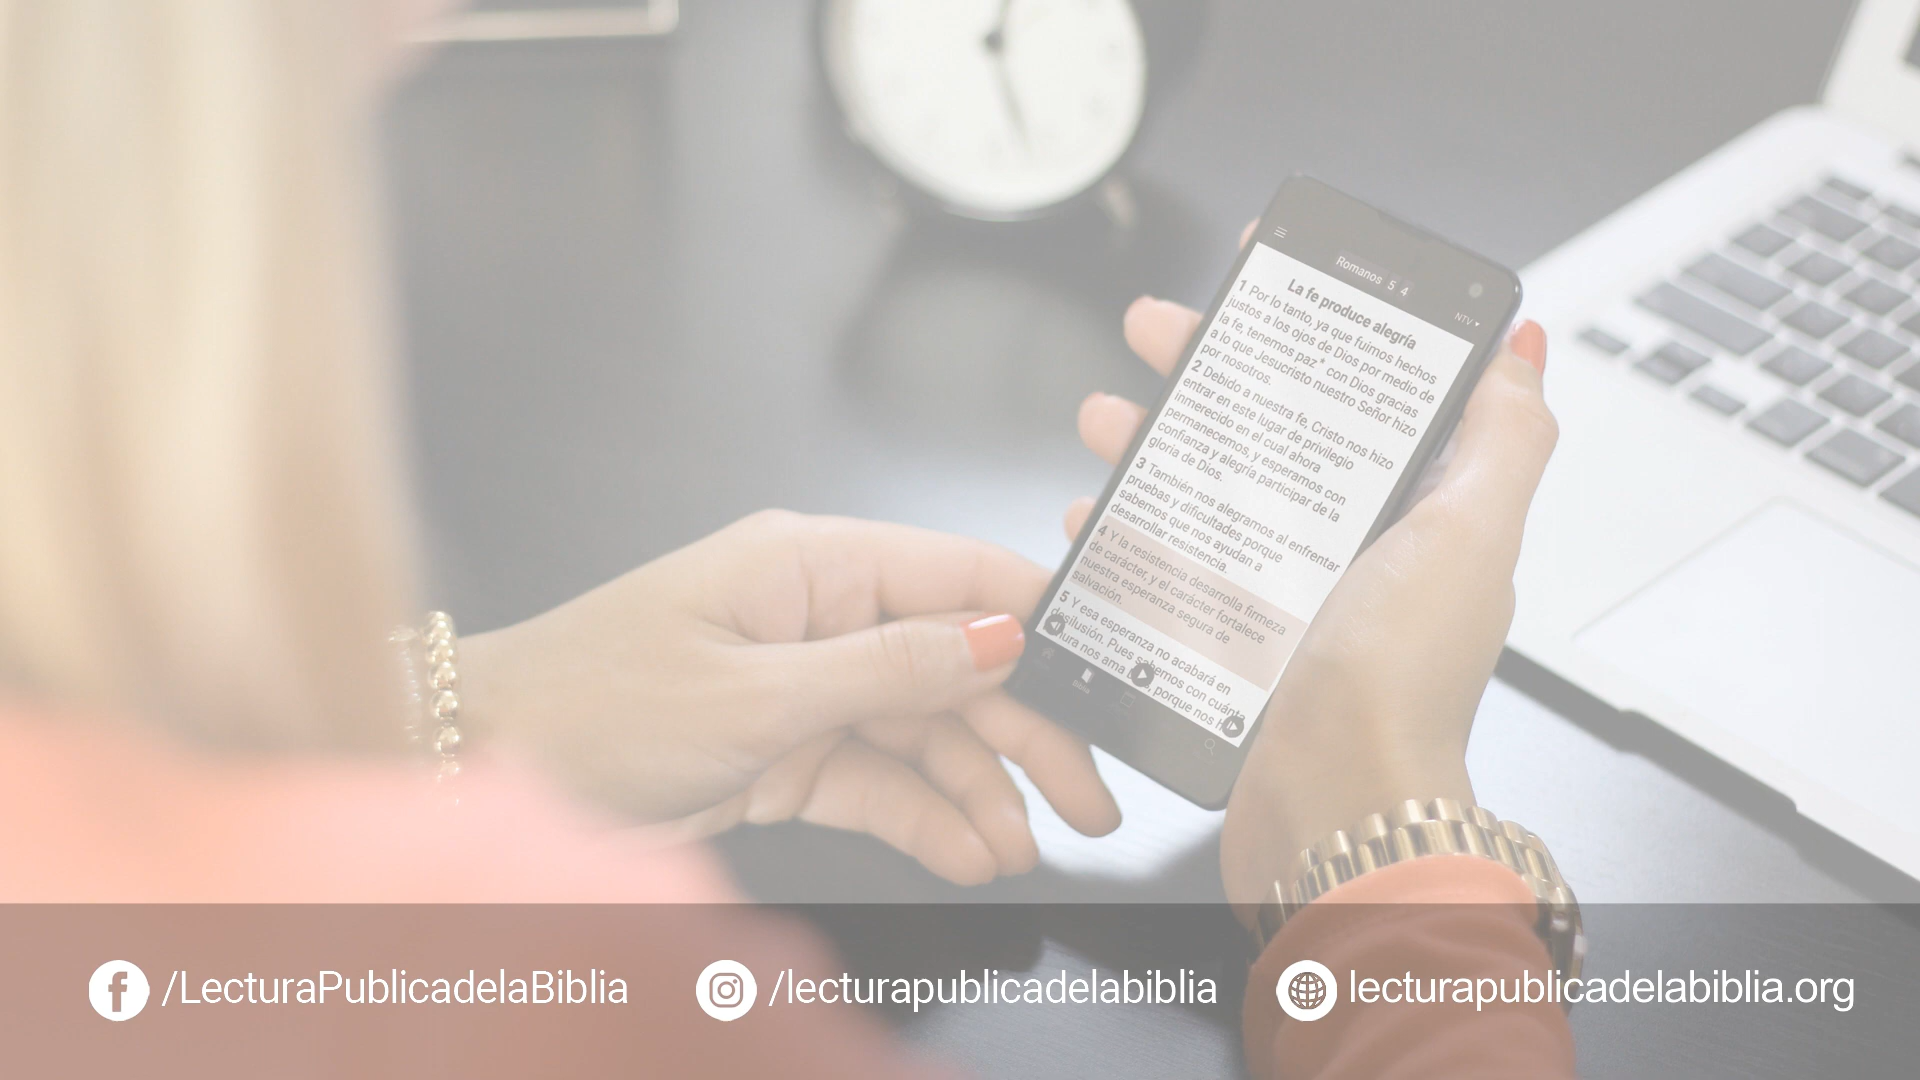 Romanos 5 4
NTV
La fe produce alegría
1 Por lo tanto, ya que fuimos hechos
justos a los ojos de Dios por medio de
la fe, tenemos paz* con Dios gracias
a lo que Jesucristo nuestro Señor hizo
por nosotros.
2 Debido a nuestra fe, Cristo nos hizo
entrar en este lugar de privilegio
inmerecido en el cual ahora
permanecemos, y esperamos con
confianza y alegría participar de la
gloria de Dios.
3 También nos alegramos al enfrentar
pruebas y dificultades porque
sabemos que nos ayudan a
desarrollar resistencia.
4 Y la resistencia desarrolla firmeza
de carácter, y el carácter fortalece
nuestra esperanza segura de
salvación.
5 Y esa esperanza no acabará en
desilusión. Pues sabemos con cuánta
nos ama porque nos
/LecturaPublicadelaBiblia
/lecturapublicadelabiblia
lecturapublicadelabiblia.org